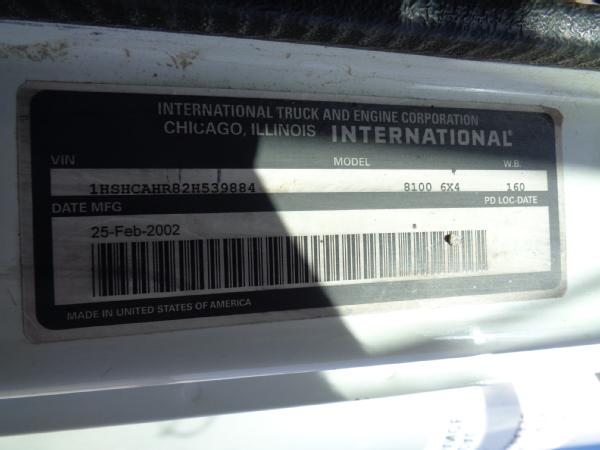 INTERNATIONAL TRUCK AND ENGINE CORPORATION
CHICAGO, ILLINOIS INTERNATIONAL
VIN MODEL W.B.
1HSHCAHR82H539884 8100 6X4 160
DATE MFG PD LOC-DATE
25-Feb-2002
MADE IN UNITED STATES OF AMERICA